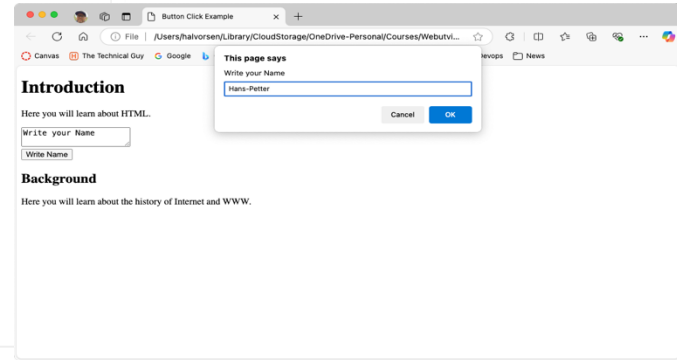 Button Click Example
File | /Users/halvorsen/Library/CloudStorage/OneDrive-Personal/Courses/Webutvi...
Canvas The Technical Guy Google
evops News
This page says
Write your Name
Hans-Petter
Cancel OK
Introduction
Here you will learn about HTML.
Write your Name
Write Name
Background
Here you will learn about the history of Internet and WWW.